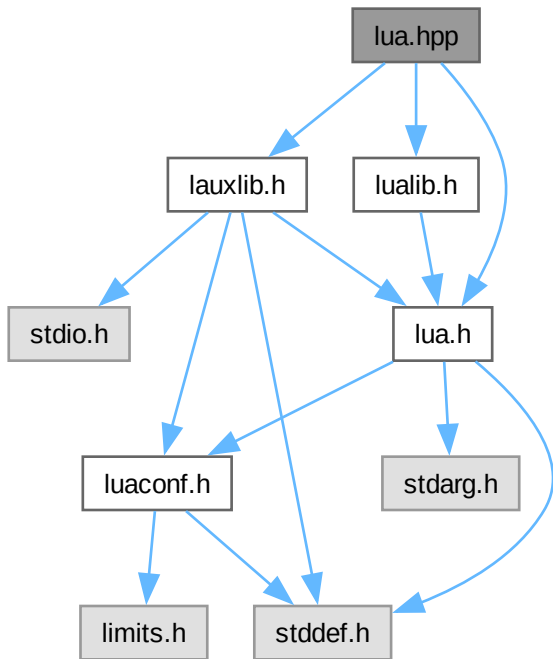 lua.hpp
lauxlib.h
lualib.h
stdio.h
lua.h
luaconf.h
stdarg.h
limits.h
stddef.h